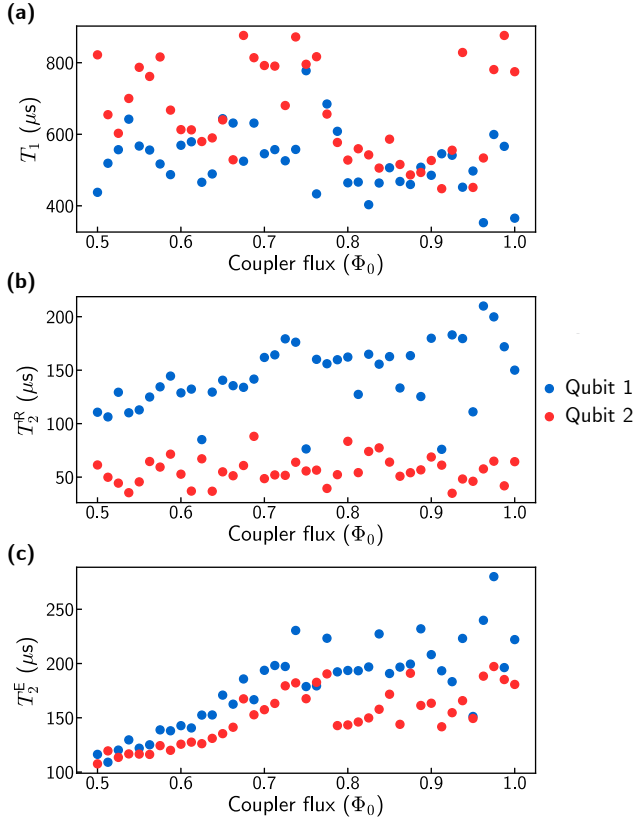 (a)
800
600
400
T₁ (μs)
0.5 0.6 0.7 0.8 0.9 1.0
Coupler flux (Φ₀)
(b)
200
150
100
50
T₂ᴿ (μs)
0.5 0.6 0.7 0.8 0.9 1.0
Coupler flux (Φ₀)
Qubit 1
Qubit 2
(c)
250
200
150
100
T₂ᴱ (μs)
0.5 0.6 0.7 0.8 0.9 1.0
Coupler flux (Φ₀)